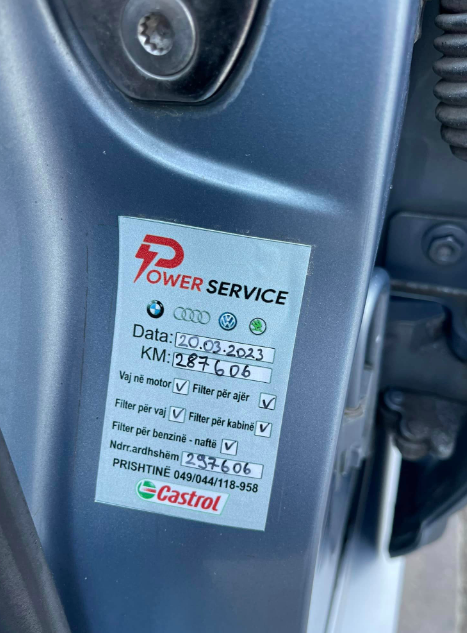 POWER SERVICE
Data: 20.03.2023
KM: 287606
Vaj në motor ✓ Filter për ajër ✓
Filter për vaj ✓ Filter për kabinë ✓
Filter për benzinë - naftë ✓
Ndrr.ardhshëm 297606
PRISHTINË 049/044/118-958
Castrol